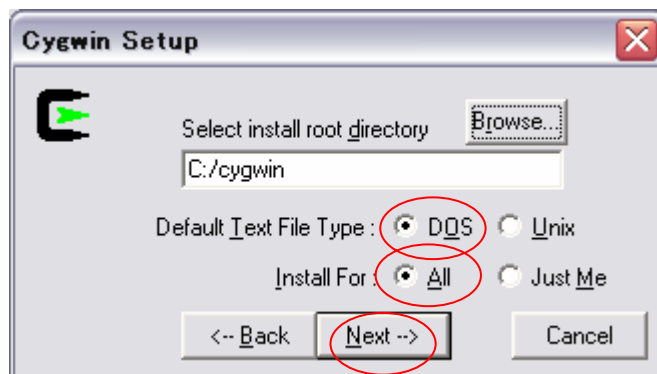 Cygwin Setup
Select install root directory Browse...
C:/cygwin
Default Text File Type : DOS Unix
Install For : All Just Me
<-- Back Next --> Cancel